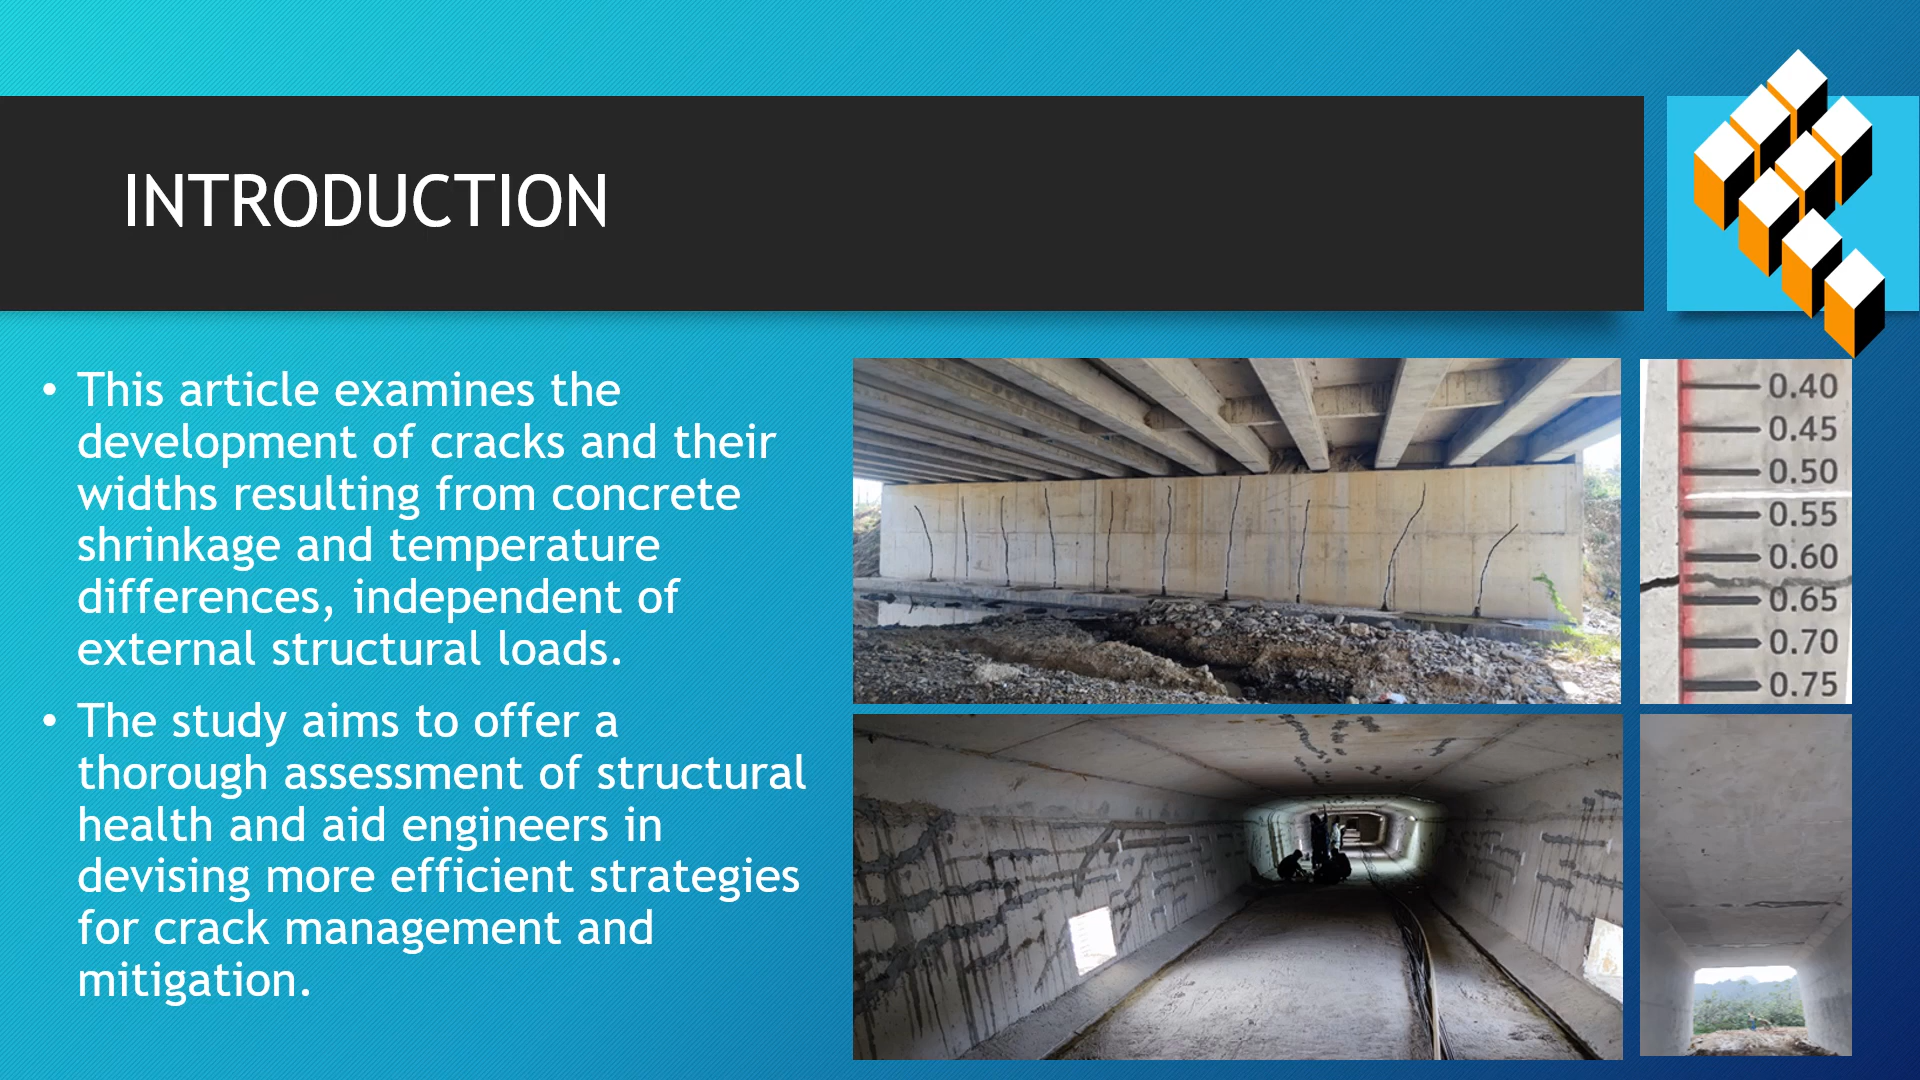 INTRODUCTION
• This article examines the
development of cracks and their
widths resulting from concrete
shrinkage and temperature
differences, independent of
external structural loads.
• The study aims to offer a
thorough assessment of structural
health and aid engineers in
devising more efficient strategies
for crack management and
mitigation.
0.40
0.45
0.50
0.55
0.60
0.65
0.70
0.75